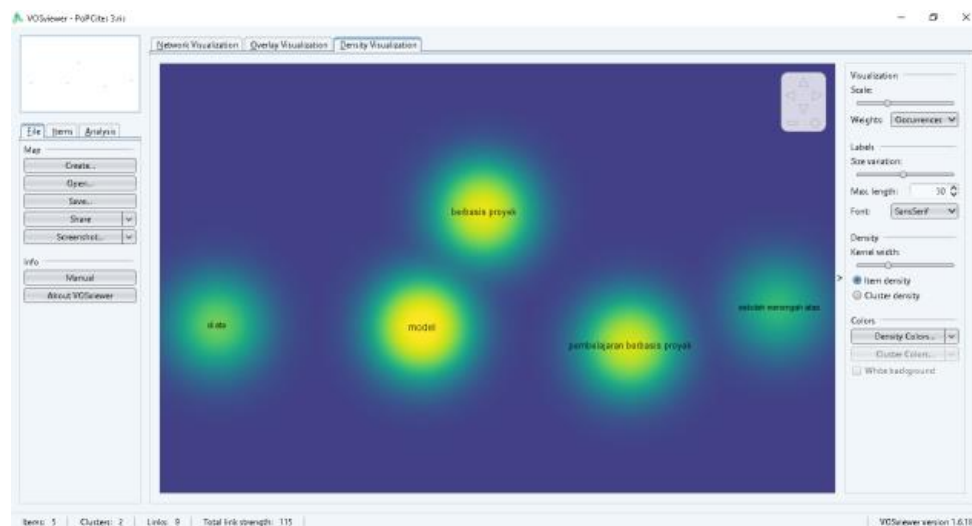 VOSviewer - PoPCites 3.ris
Network Visualization Overlay Visualization Density Visualization
File Items Analysis
Map
Create...
Open...
Save...
Share
Screenshot...
Info
Manual
About VOSviewer
berbasis proyek
model
pembelajaran berbasis proyek
sekolah menengah atas
Visualization
Scale:
Weights: Occurrences
Labels
Size variation:
Max. length: 30
Font: SansSerif
Density
Kernel width:
Item density
Cluster density
Colors
Density Colors...
Cluster Colors...
White background
Items: 5 Clusters: 2 Links: 9 Total link strength: 115
VOSviewer version